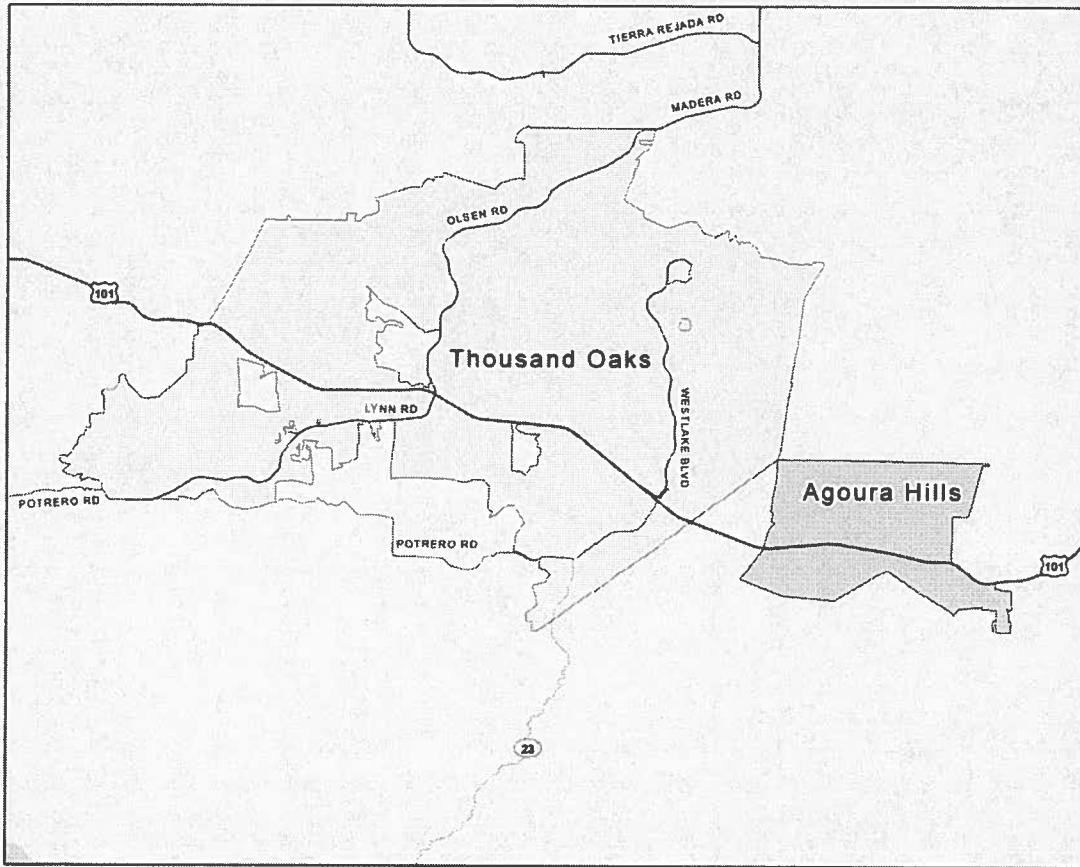 TIERRA REJADA RD
MADERA RD
OLSEN RD
101
Thousand Oaks
LYNN RD
WESTLAKE BLVD
Agoura Hills
POTRERO RD
POTRERO RD
101
23